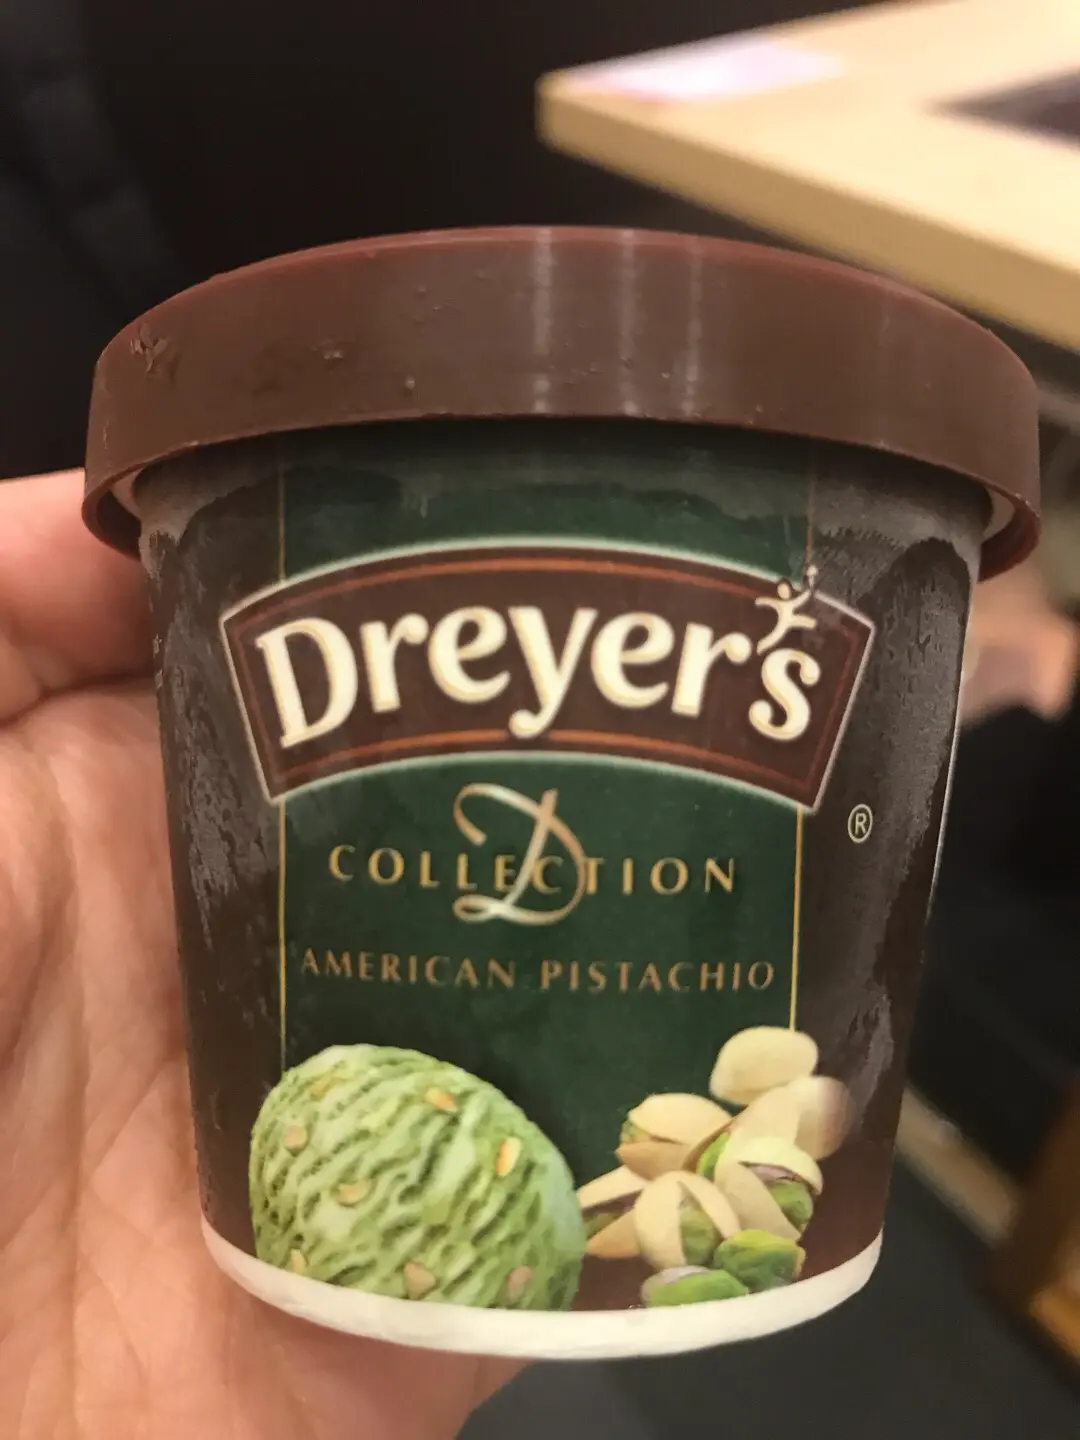 Dreyer's
®
D
COLLECTION
AMERICAN PISTACHIO